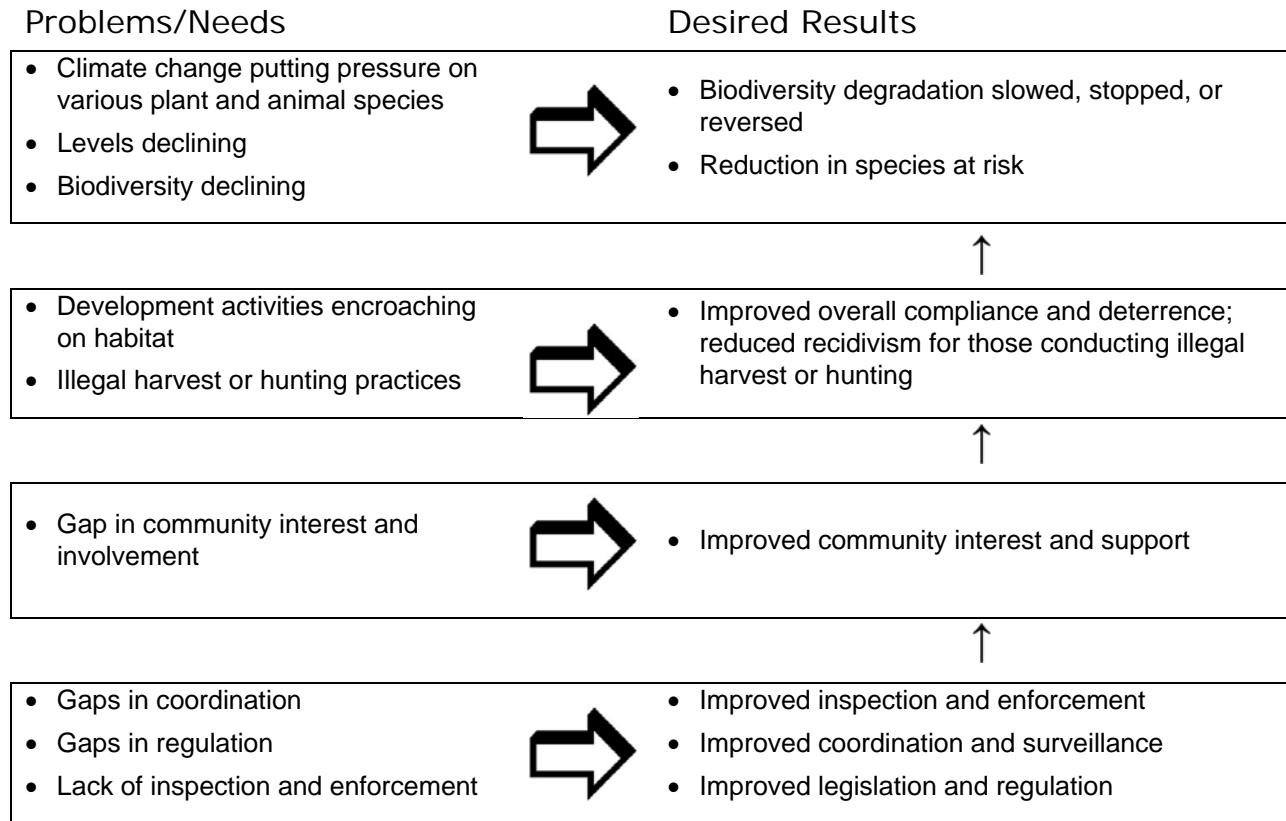 Problems/Needs
Desired Results
• Climate change putting pressure on
various plant and animal species
• Levels declining
• Biodiversity declining
• Biodiversity degradation slowed, stopped, or
reversed
• Reduction in species at risk
↑
• Development activities encroaching
on habitat
• Illegal harvest or hunting practices
• Improved overall compliance and deterrence;
reduced recidivism for those conducting illegal
harvest or hunting
↑
• Gap in community interest and
involvement
• Improved community interest and support
↑
• Gaps in coordination
• Gaps in regulation
• Lack of inspection and enforcement
• Improved inspection and enforcement
• Improved coordination and surveillance
• Improved legislation and regulation